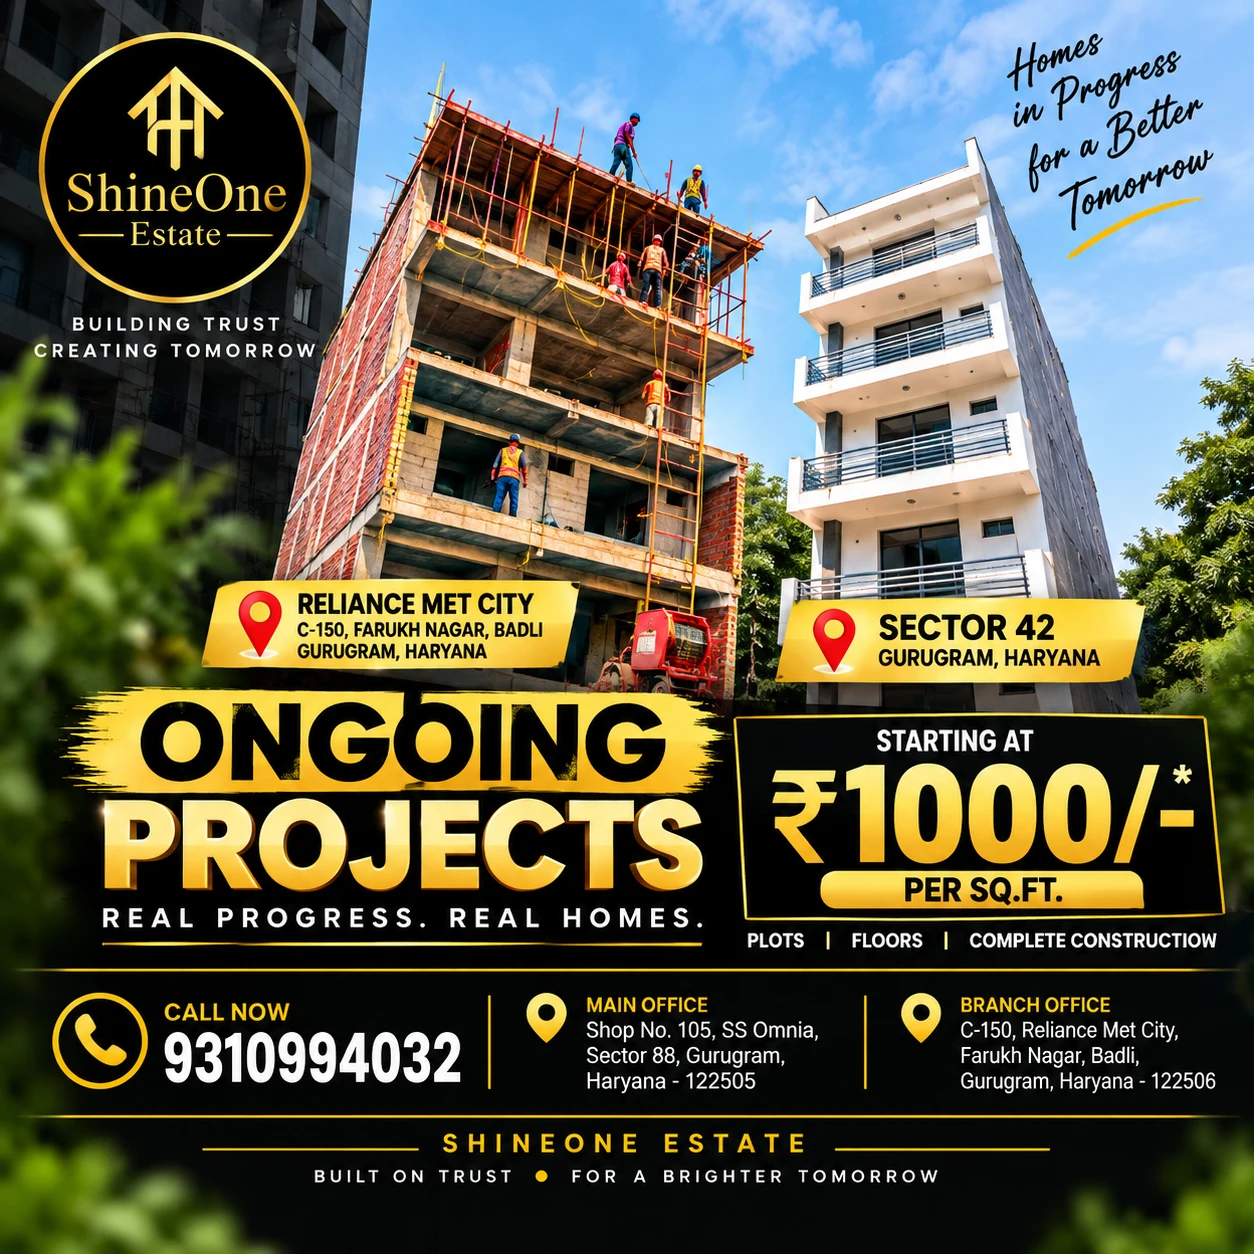 ShineOne
Estate
BUILDING TRUST
CREATING TOMORROW
Homes
in Progress
for a Better
Tomorrow
RELIANCE MET CITY
C-150, FARUKH NAGAR, BADLI
GURUGRAM, HARYANA
SECTOR 42
GURUGRAM, HARYANA
ONGOING
PROJECTS
REAL PROGRESS. REAL HOMES.
STARTING AT
₹1000/-*
PER SQ.FT.
PLOTS | FLOORS | COMPLETE CONSTRUCTIOW
CALL NOW
9310994032
MAIN OFFICE
Shop No. 105, SS Omnia,
Sector 88, Gurugram,
Haryana - 122505
BRANCH OFFICE
C-150, Reliance Met City,
Farukh Nagar, Badli,
Gurugram, Haryana - 122506
SHINEONE ESTATE
BUILT ON TRUST ● FOR A BRIGHTER TOMORROW